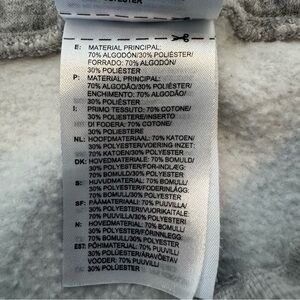 E: MATERIAL PRINCIPAL:
70% ALGODÓN/30% POLIÉSTER/
FORRADO: 70% ALGODÓN/
30% POLIÉSTER
P: MATERIAL PRINCIPAL:
70% ALGODÃO/30% POLIÉSTER/
ENCHIMENTO: 70% ALGODÃO/
30% POLIÉSTER
I: PRIMO TESSUTO: 70% COTONE/
30% POLIESTERE/INSERTO
DI FODERA: 70% COTONE/
30% POLIESTERE
NL: HOOFDMATERIAAL: 70% KATOEN/
30% POLYESTER/VOERING INZET:
70% KATOEN/30% POLYESTER
DK: HOVEDMATERIALE: 70% BOMULD/
30% POLYESTER/FOR-INDLÆG:
70% BOMULD/30% POLYESTER
S: HUVUDMATERIAL: 70% BOMULL/
30% POLYESTER/FODERINLÄGG:
70% BOMULL/30% POLYESTER
SF: PÄÄMATERIAALI: 70% PUUVILLA/
30% POLYESTERI/VUORIKAITALE:
70% PUUVILLA/30% POLYESTERI
N: HOVEDMATERIALE: 70% BOMULL/
30% POLYESTER/FÔRINNLEGG:
70% BOMULL/30% POLYESTER
EST: PÕHIMATERJAL: 70% PUUVILL/
30% POLÜESTER/ÄRAVÕETAV
VOODER: 70% PUUVILL/
30% POLÜESTER